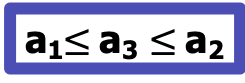 a₁≤ a₃ ≤ a₂